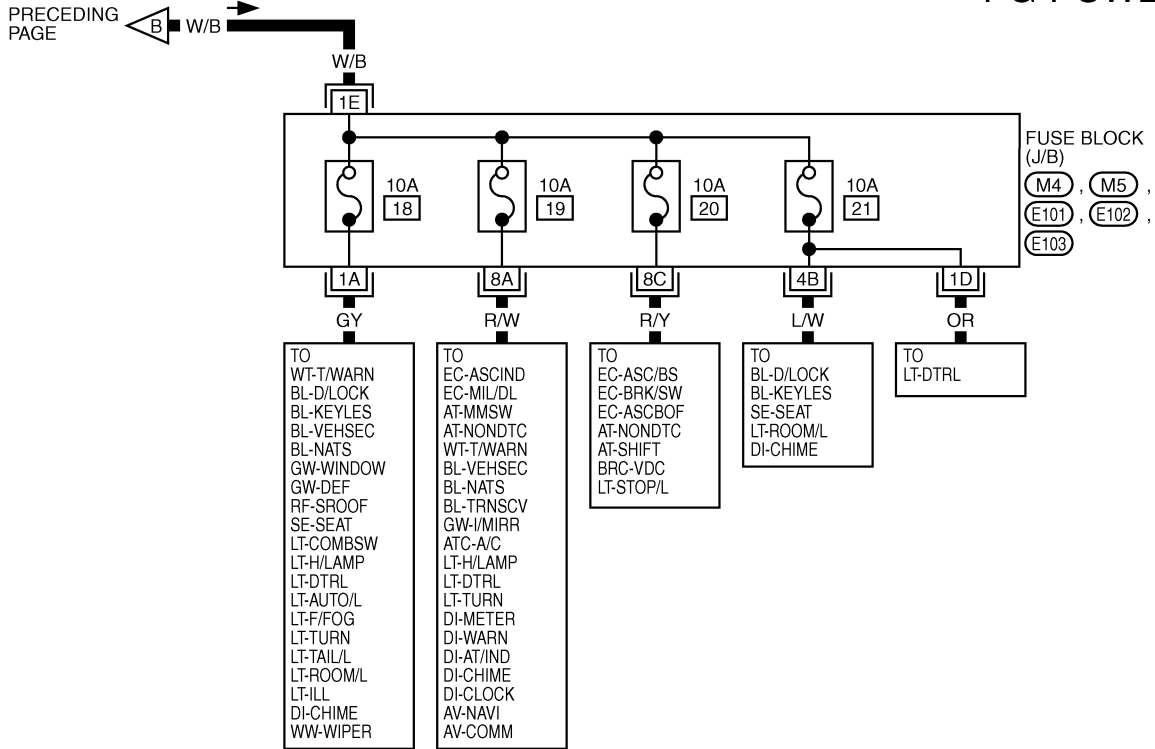 PRECEDING
PAGE
B
W/B
W/B
1E
FUSE BLOCK
(J/B)
M4 , M5 ,
E101 , E102 ,
E103
10A
18
10A
19
10A
20
10A
21
1A
8A
8C
4B
1D
GY
R/W
R/Y
L/W
OR
TO
WT-T/WARN
BL-D/LOCK
BL-KEYLES
BL-VEHSEC
BL-NATS
GW-WINDOW
GW-DEF
RF-SROOF
SE-SEAT
LT-COMBSW
LT-H/LAMP
LT-DTRL
LT-AUTO/L
LT-F/FOG
LT-TURN
LT-TAIL/L
LT-ROOM/L
LT-ILL
DI-CHIME
WW-WIPER
TO
EC-ASCIND
EC-MIL/DL
AT-MMSW
AT-NONDTC
WT-T/WARN
BL-VEHSEC
BL-NATS
BL-TRNSCV
GW-I/MIRR
ATC-A/C
LT-H/LAMP
LT-DTRL
LT-TURN
DI-METER
DI-WARN
DI-AT/IND
DI-CHIME
DI-CLOCK
AV-NAVI
AV-COMM
TO
EC-ASC/BS
EC-BRK/SW
EC-ASCBOF
AT-NONDTC
AT-SHIFT
BRC-VDC
LT-STOP/L
TO
BL-D/LOCK
BL-KEYLES
SE-SEAT
LT-ROOM/L
DI-CHIME
TO
LT-DTRL